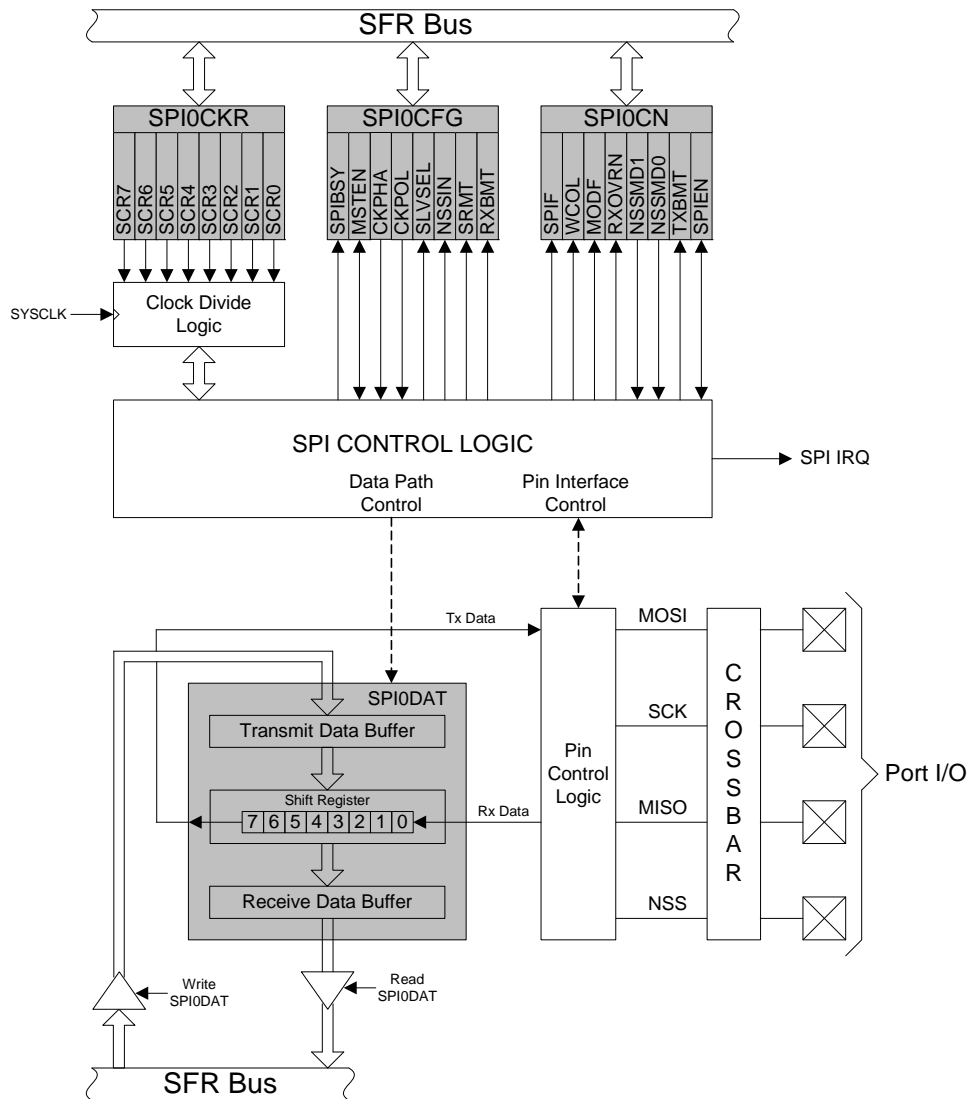 SFR Bus
SPI0CKR
SCR7
SCR6
SCR5
SCR4
SCR3
SCR2
SCR1
SCR0
SPI0CFG
SPIBSY
MSTEN
CKPHA
CKPOL
SLVSEL
NSSIN
SRMT
RXBMT
SPI0CN
SPIF
WCOL
MODF
RXOVRN
NSSMD1
NSSMD0
TXBMT
SPIEN
SYSCLK
Clock Divide
Logic
SPI CONTROL LOGIC
Data Path
Control
Pin Interface
Control
SPI IRQ
Tx Data
SPI0DAT
Transmit Data Buffer
Shift Register
7 6 5 4 3 2 1 0
Rx Data
Receive Data Buffer
Pin
Control
Logic
MOSI
SCK
MISO
NSS
CROSSBAR
Port I/O
Write
SPI0DAT
Read
SPI0DAT
SFR Bus